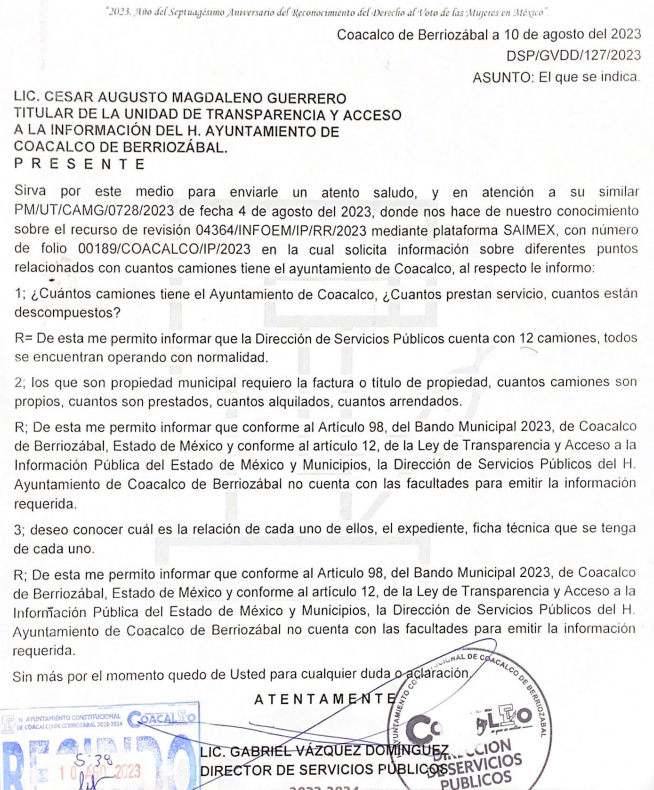 "2023. Año del Septuagésimo Aniversario del Reconocimiento del Derecho al Voto de las Mujeres en México".
Coacalco de Berriozábal a 10 de agosto del 2023
DSP/GVDD/127/2023
ASUNTO: El que se indica.
LIC. CESAR AUGUSTO MAGDALENO GUERRERO
TITULAR DE LA UNIDAD DE TRANSPARENCIA Y ACCESO
A LA INFORMACIÓN DEL H. AYUNTAMIENTO DE
COACALCO DE BERRIOZÁBAL.
P R E S E N T E
Sirva por este medio para enviarle un atento saludo, y en atención a su similar
PM/UT/CAMG/0728/2023 de fecha 4 de agosto del 2023, donde nos hace de nuestro conocimiento
sobre el recurso de revisión 04364/INFOEM/IP/RR/2023 mediante plataforma SAIMEX, con número
de folio 00189/COACALCO/IP/2023 en la cual solicita información sobre diferentes puntos
relacionados con cuantos camiones tiene el ayuntamiento de Coacalco, al respecto le informo:
1; ¿Cuántos camiones tiene el Ayuntamiento de Coacalco, ¿Cuantos prestan servicio, cuantos están
descompuestos?
R= De esta me permito informar que la Dirección de Servicios Públicos cuenta con 12 camiones, todos
se encuentran operando con normalidad.
2; los que son propiedad municipal requiero la factura o título de propiedad, cuantos camiones son
propios, cuantos son prestados, cuantos alquilados, cuantos arrendados.
R; De esta me permito informar que conforme al Artículo 98, del Bando Municipal 2023, de Coacalco
de Berriozábal, Estado de México y conforme al artículo 12, de la Ley de Transparencia y Acceso a la
Información Pública del Estado de México y Municipios, la Dirección de Servicios Públicos del H.
Ayuntamiento de Coacalco de Berriozábal no cuenta con las facultades para emitir la información
requerida.
3; deseo conocer cuál es la relación de cada uno de ellos, el expediente, ficha técnica que se tenga
de cada uno.
R; De esta me permito informar que conforme al Artículo 98, del Bando Municipal 2023, de Coacalco
de Berriozábal, Estado de México y conforme al artículo 12, de la Ley de Transparencia y Acceso a la
Información Pública del Estado de México y Municipios, la Dirección de Servicios Públicos del H.
Ayuntamiento de Coacalco de Berriozábal no cuenta con las facultades para emitir la información
requerida.
Sin más por el momento quedo de Usted para cualquier duda o aclaración,
A T E N T A M E N T E
H. AYUNTAMIENTO CONSTITUCIONAL
DE COACALCO DE BERRIOZÁBAL 2022-2024
COACALCO
RECIBIDO
5:38
10 AGO 2023
LIC. GABRIEL VÁZQUEZ DOMÍNGUEZ
DIRECTOR DE SERVICIOS PÚBLICOS
2022-2024
DIRECCION
DE SERVICIOS
PÚBLICOS